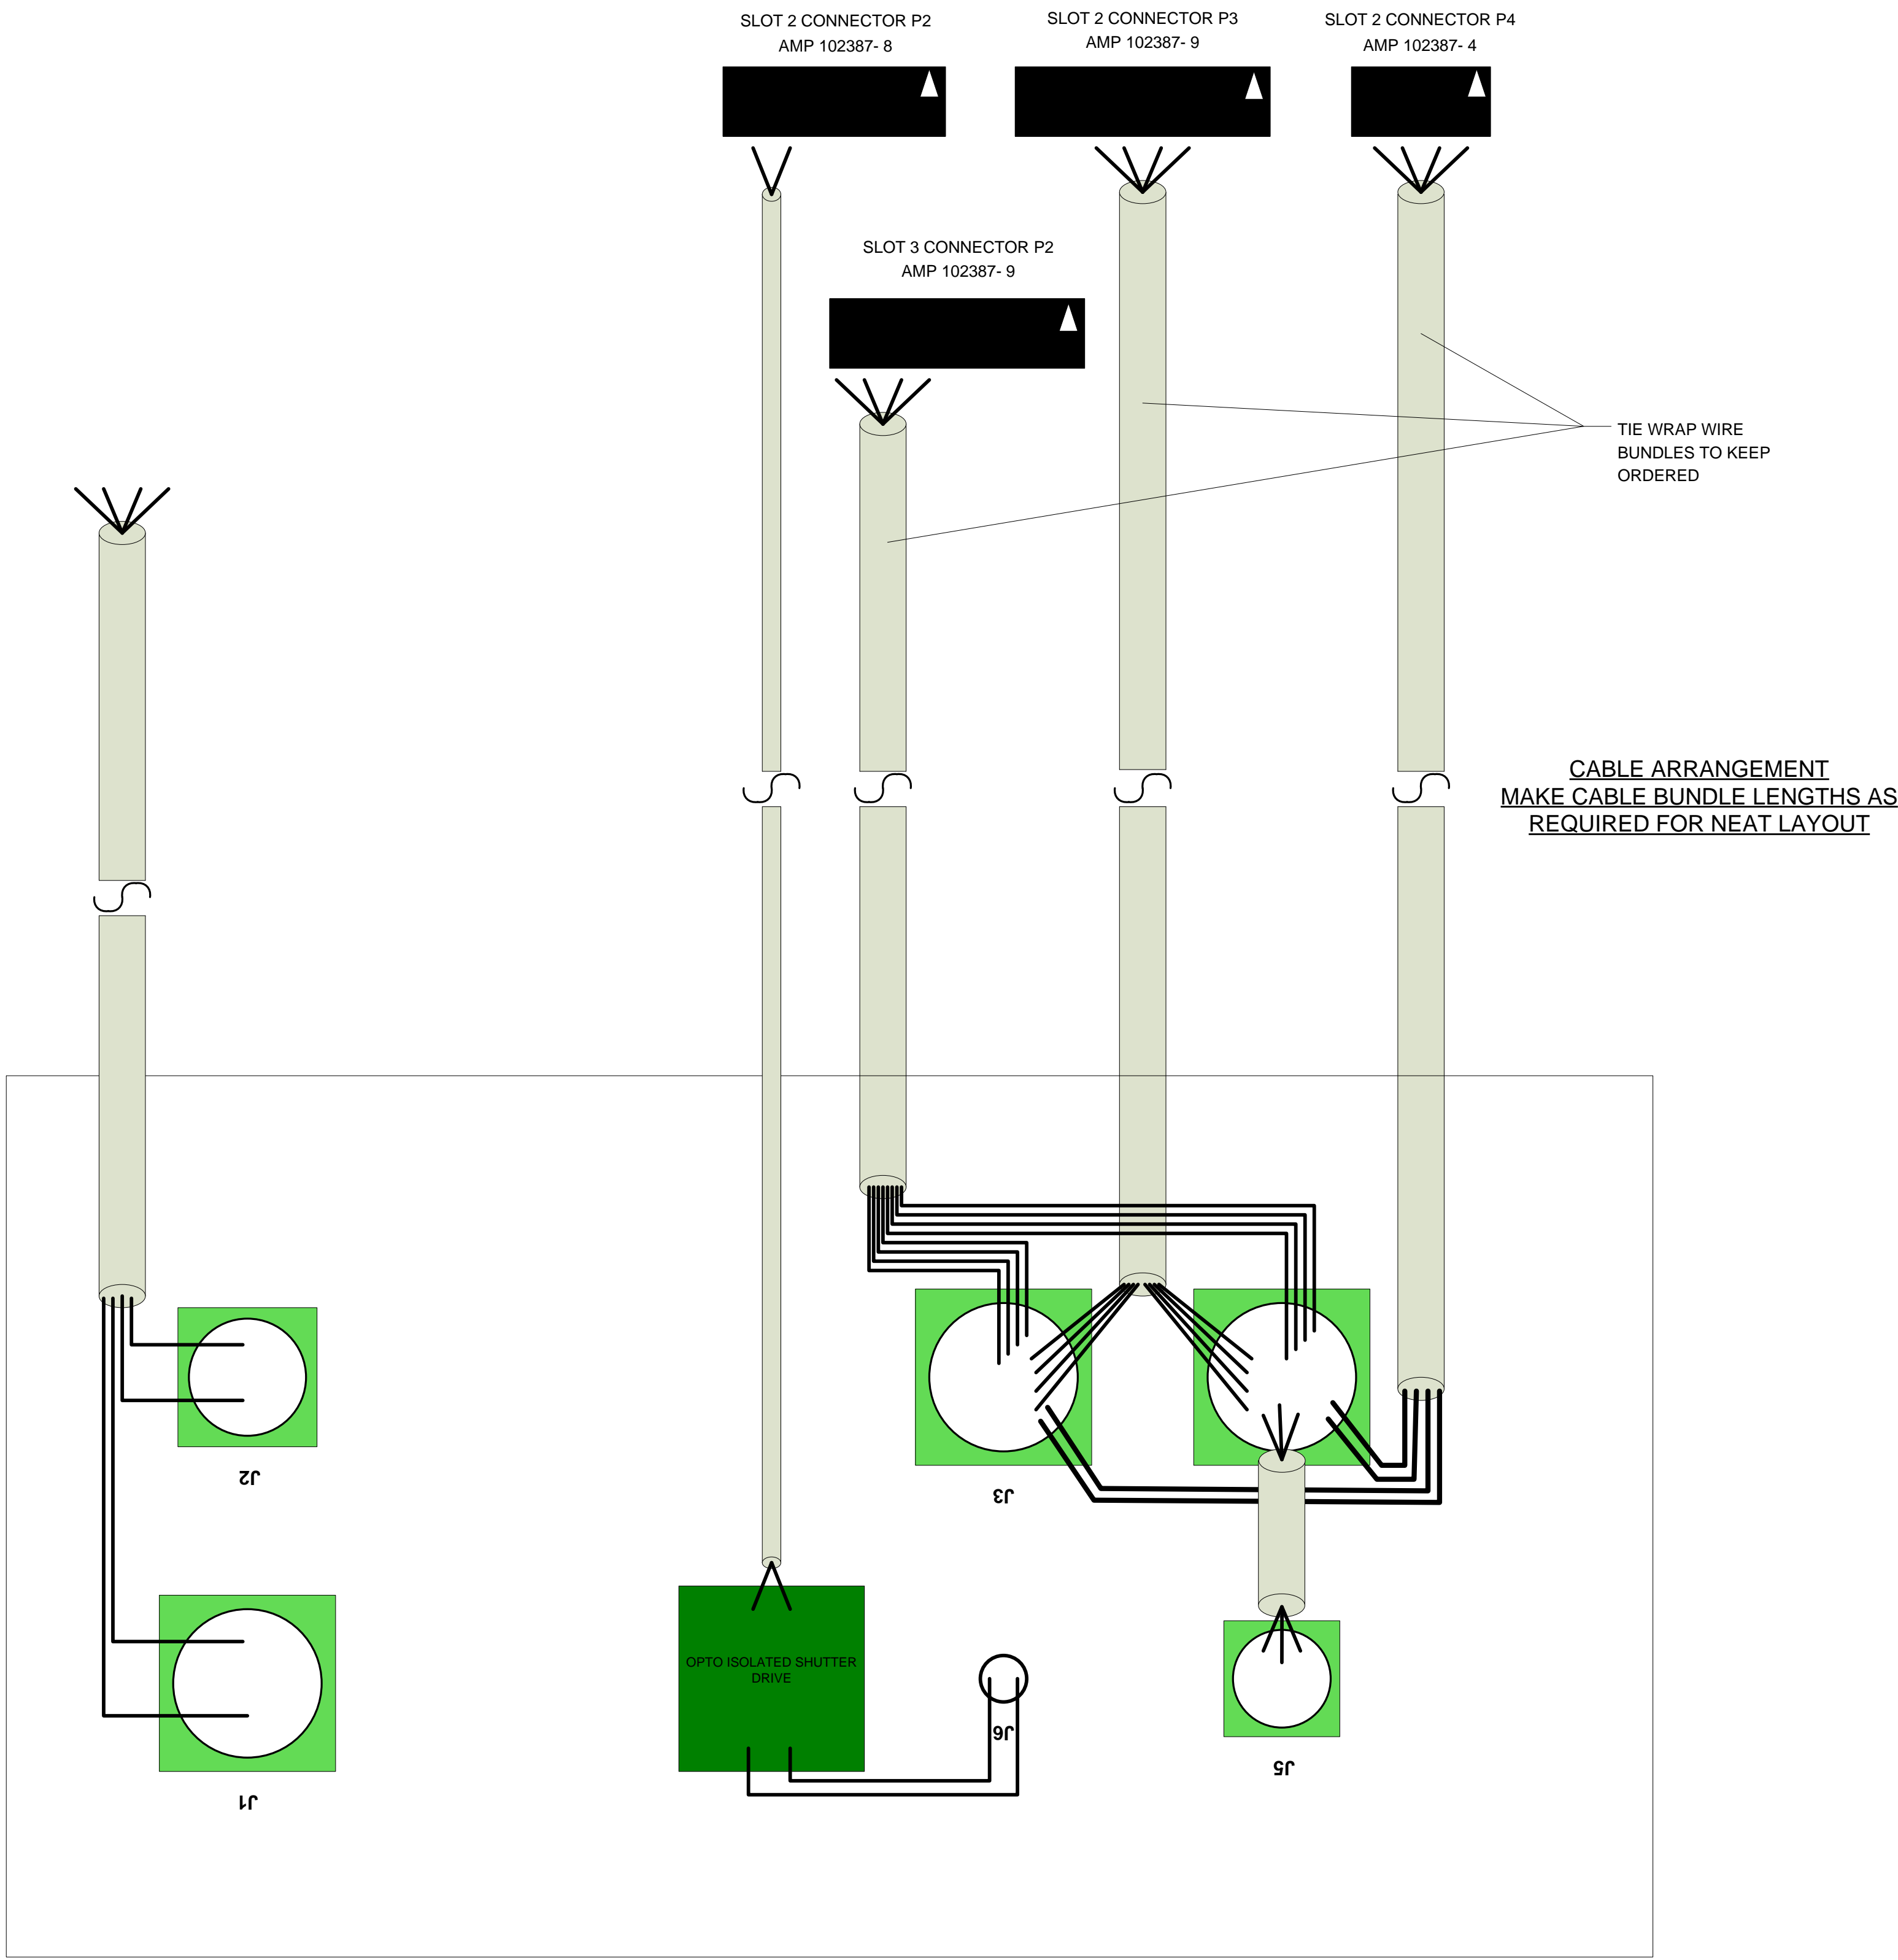 SLOT 2 CONNECTOR P2
AMP 102387- 8
SLOT 2 CONNECTOR P3
AMP 102387- 9
SLOT 2 CONNECTOR P4
AMP 102387- 4
SLOT 3 CONNECTOR P2
AMP 102387- 9
TIE WRAP WIRE
BUNDLES TO KEEP
ORDERED
CABLE ARRANGEMENT
MAKE CABLE BUNDLE LENGTHS AS
REQUIRED FOR NEAT LAYOUT
J2
J3
OPTO ISOLATED SHUTTER
DRIVE
J6
J5
J1